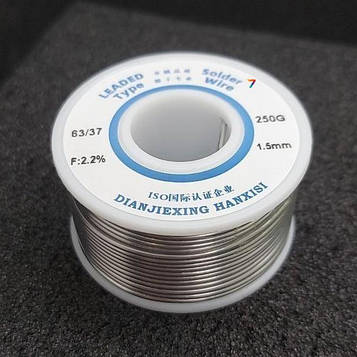 LEADED
Type
Solder
Wire
63/37
250G
F:2.2%
1.5mm
ISO国际认证企业
DIANJIEXING HANXISI